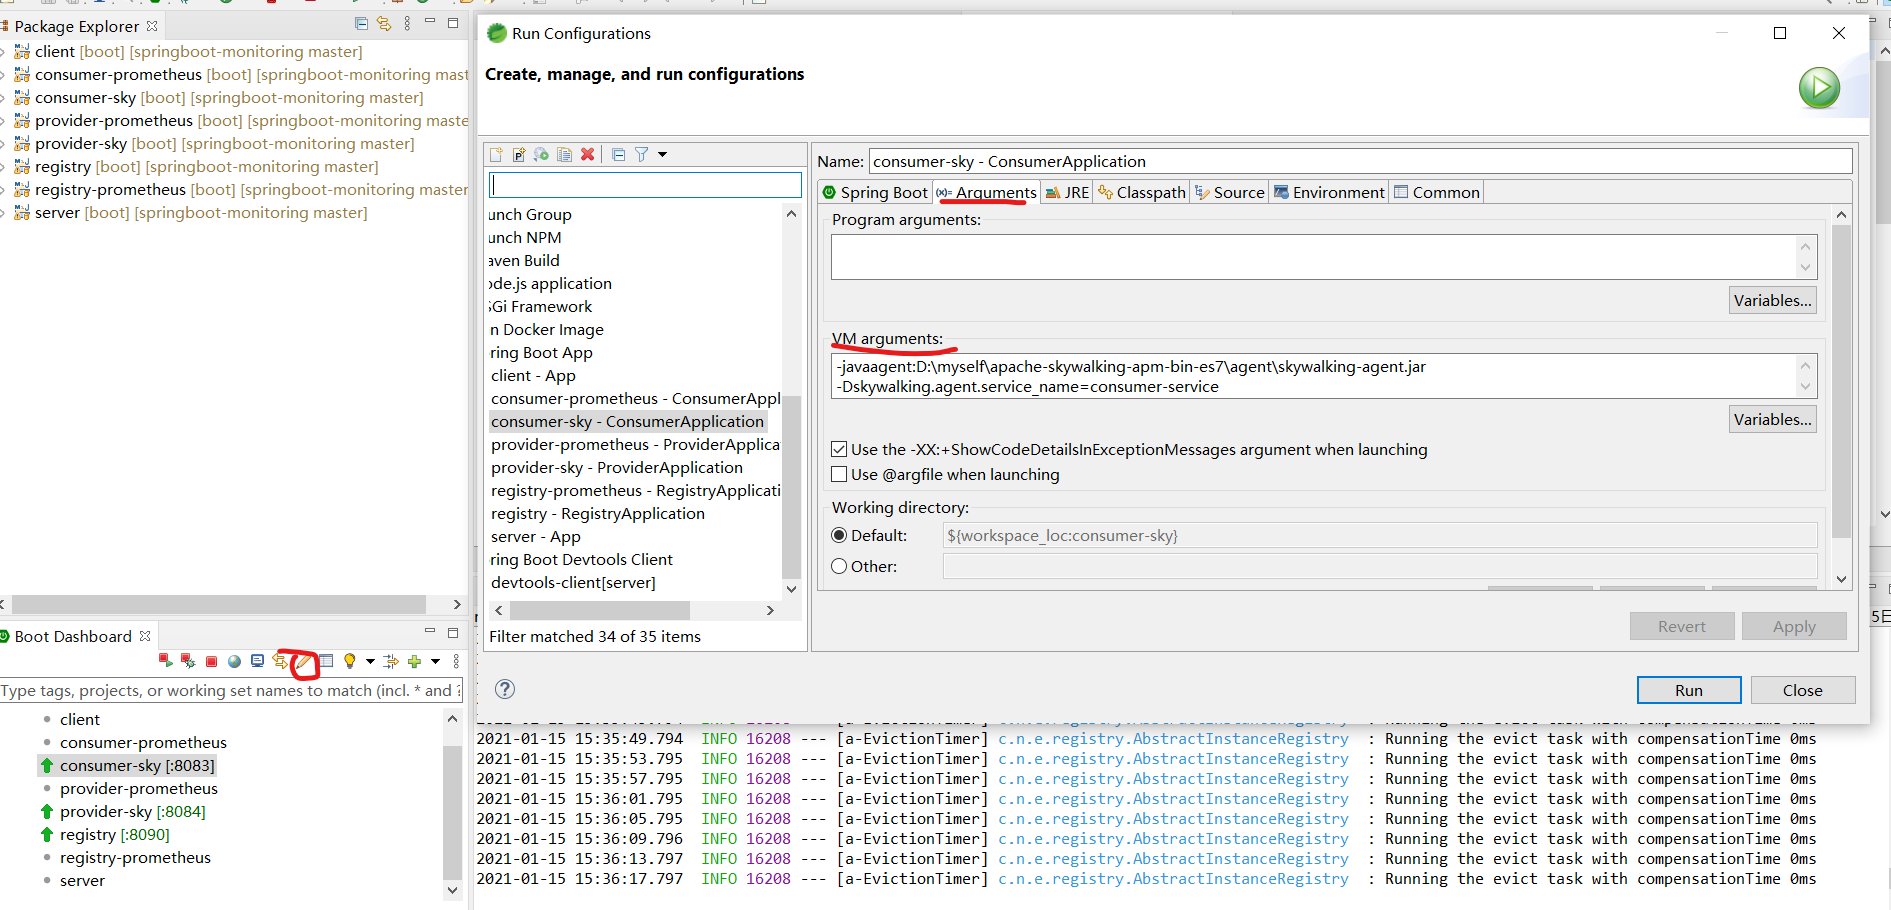 Package Explorer
client [boot] [springboot-monitoring master]
consumer-prometheus [boot] [springboot-monitoring mast
consumer-sky [boot] [springboot-monitoring master]
provider-prometheus [boot] [springboot-monitoring maste
provider-sky [boot] [springboot-monitoring master]
registry [boot] [springboot-monitoring master]
registry-prometheus [boot] [springboot-monitoring master
server [boot] [springboot-monitoring master]
Boot Dashboard
Type tags, projects, or working set names to match (incl. * and ?
client
consumer-prometheus
consumer-sky [:8083]
provider-prometheus
provider-sky [:8084]
registry [:8090]
registry-prometheus
server
Run Configurations
Create, manage, and run configurations
unch Group
unch NPM
aven Build
ode.js application
SGi Framework
n Docker Image
ring Boot App
client - App
consumer-prometheus - ConsumerAppl
consumer-sky - ConsumerApplication
provider-prometheus - ProviderApplica
provider-sky - ProviderApplication
registry-prometheus - RegistryApplicati
registry - RegistryApplication
server - App
ring Boot Devtools Client
devtools-client[server]
Filter matched 34 of 35 items
Name: consumer-sky - ConsumerApplication
Spring Boot (x)= Arguments JRE Classpath Source Environment Common
Program arguments:
Variables...
VM arguments:
-javaagent:D:\myself\apache-skywalking-apm-bin-es7\agent\skywalking-agent.jar
-Dskywalking.agent.service_name=consumer-service
Variables...
Use the -XX:+ShowCodeDetailsInExceptionMessages argument when launching
Use @argfile when launching
Working directory:
Default: ${workspace_loc:consumer-sky}
Other:
Revert Apply
Run Close
5日
2021-01-15 15:35:49.794 INFO 16208 --- [a-EvictionTimer] c.n.e.registry.AbstractInstanceRegistry : Running the evict task with compensationTime 0ms
2021-01-15 15:35:53.795 INFO 16208 --- [a-EvictionTimer] c.n.e.registry.AbstractInstanceRegistry : Running the evict task with compensationTime 0ms
2021-01-15 15:35:57.795 INFO 16208 --- [a-EvictionTimer] c.n.e.registry.AbstractInstanceRegistry : Running the evict task with compensationTime 0ms
2021-01-15 15:36:01.795 INFO 16208 --- [a-EvictionTimer] c.n.e.registry.AbstractInstanceRegistry : Running the evict task with compensationTime 0ms
2021-01-15 15:36:05.795 INFO 16208 --- [a-EvictionTimer] c.n.e.registry.AbstractInstanceRegistry : Running the evict task with compensationTime 0ms
2021-01-15 15:36:09.796 INFO 16208 --- [a-EvictionTimer] c.n.e.registry.AbstractInstanceRegistry : Running the evict task with compensationTime 0ms
2021-01-15 15:36:13.797 INFO 16208 --- [a-EvictionTimer] c.n.e.registry.AbstractInstanceRegistry : Running the evict task with compensationTime 0ms
2021-01-15 15:36:17.797 INFO 16208 --- [a-EvictionTimer] c.n.e.registry.AbstractInstanceRegistry : Running the evict task with compensationTime 0ms